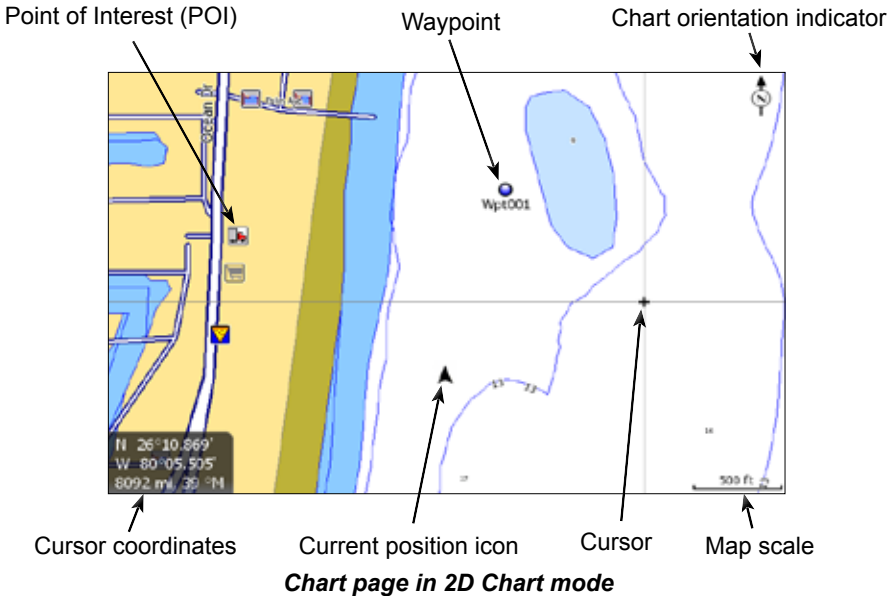 Point of Interest (POI)
Waypoint
Chart orientation indicator
Ocean Dr
Wpt001
N 26°10.869'
W 80°05.505'
8092 mi, 39 °M
500 ft
Cursor coordinates
Current position icon
Cursor
Map scale
Chart page in 2D Chart mode